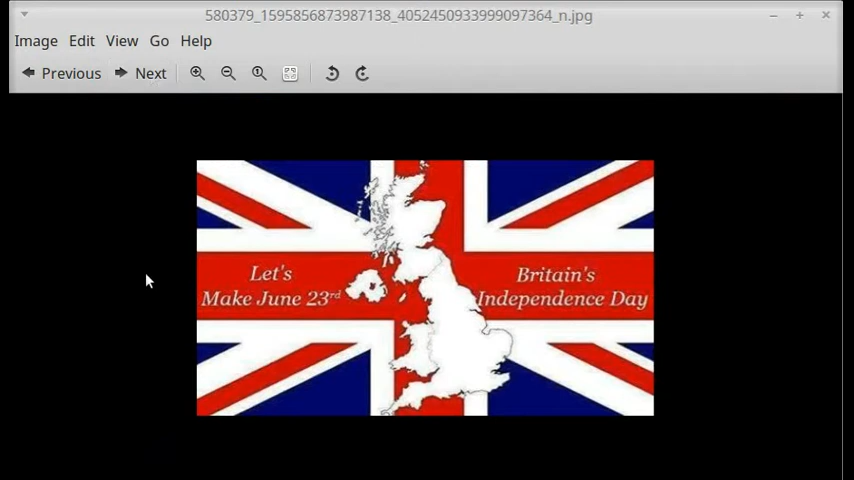 580379_1595856873987138_4052450933999097364_n.jpg
Image Edit View Go Help
Previous Next
Let's
Make June 23rd
Britain's
Independence Day